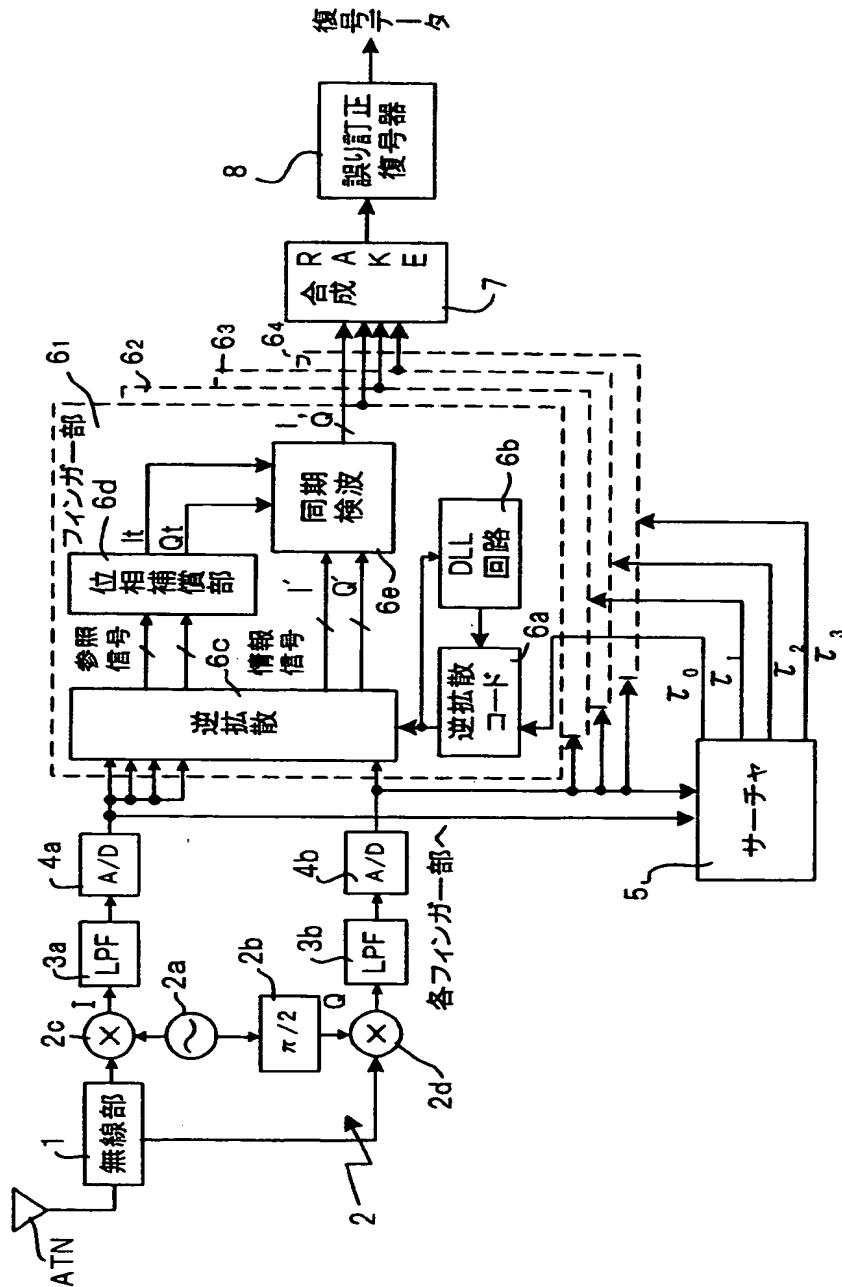 ATN
1
無線部
2
2c
I
2a
2b
π/2
Q
2d
3a
LPF
3b
LPF
4a
A/D
4b
A/D
各フィンガー部へ
5
サーチャ
τ0
τ1
τ2
τ3
フィンガー部
61
62
63
64
逆拡散
6c
参照
信号
情報
信号
位相補償部
6d
It
Qt
I'
Q'
同期
検波
6e
I, Q
逆拡散
コード
6a
DLL
回路
6b
RAKE
合成
7
8
誤り訂正
復号器
復号データ